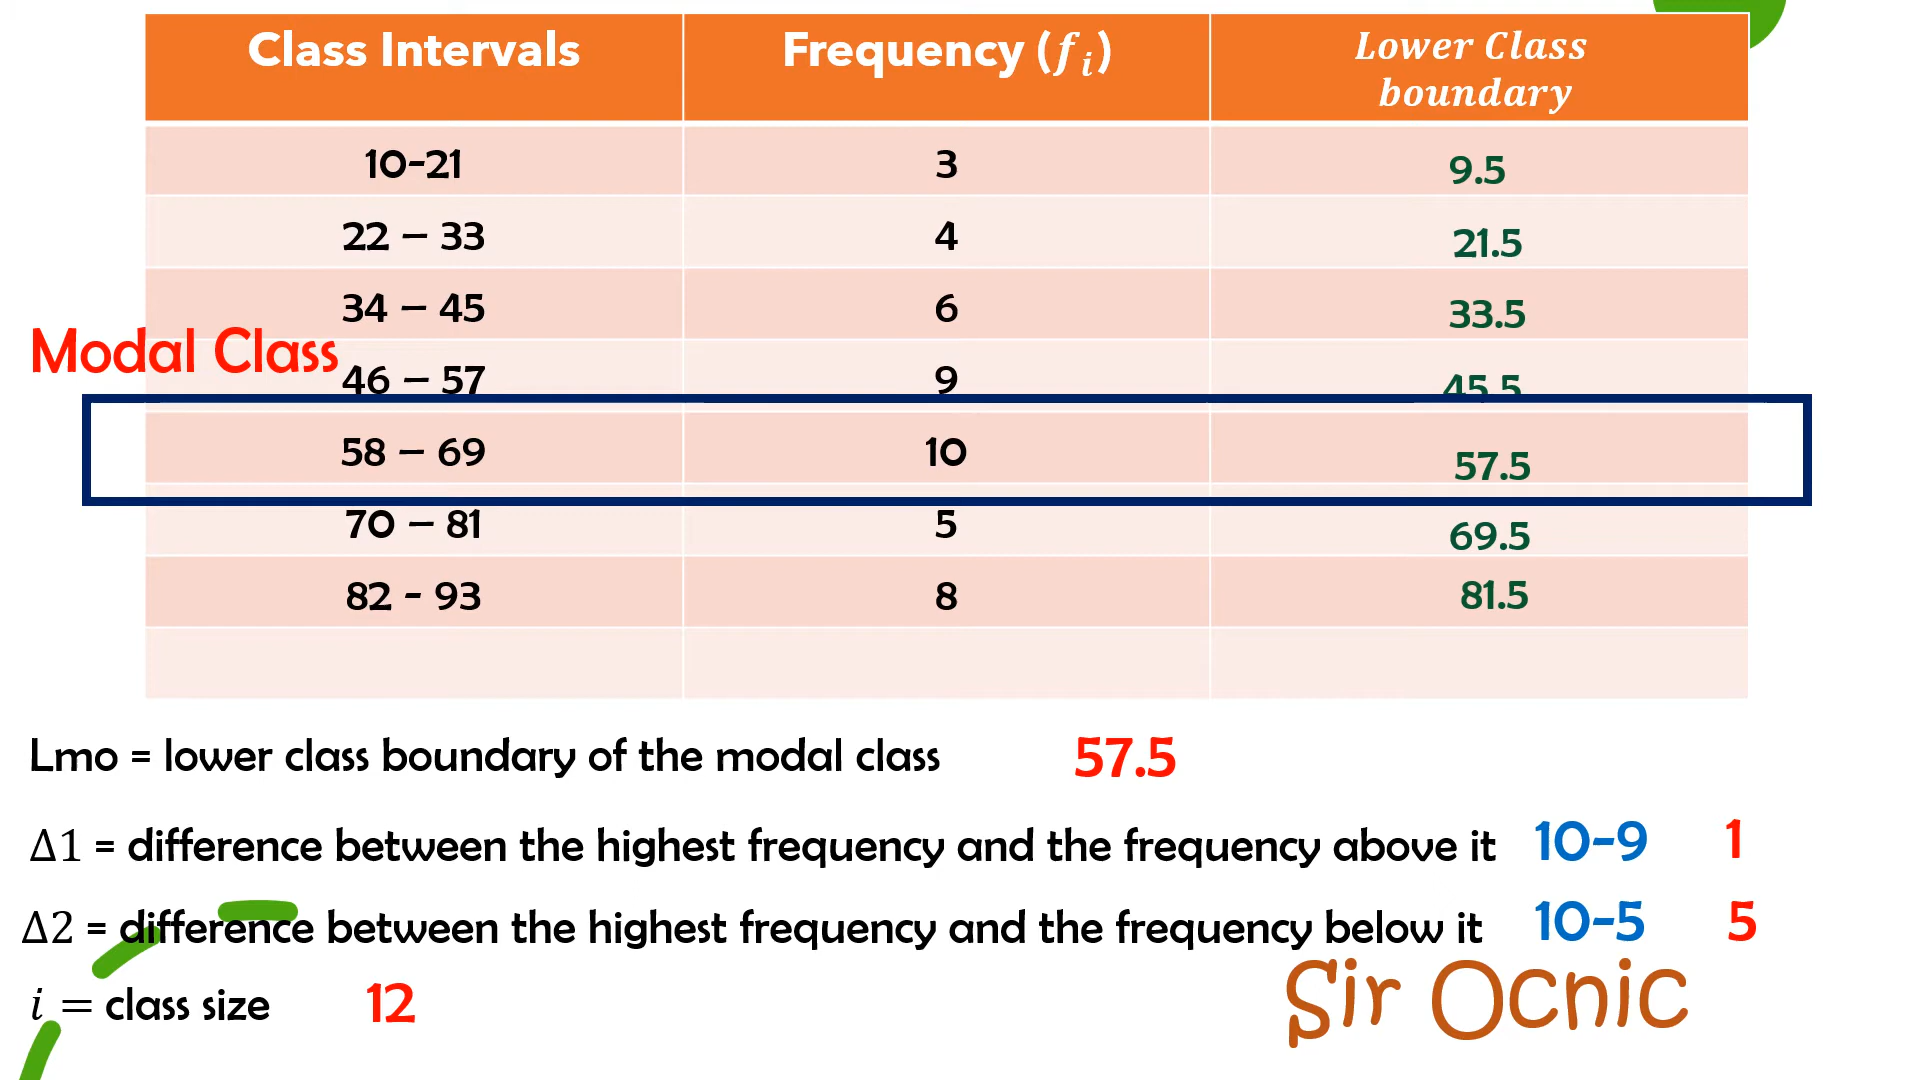 Class Intervals Frequency (fᵢ) Lower Class
boundary
10-21 3 9.5
22 – 33 4 21.5
34 – 45 6 33.5
Modal Class
46 – 57 9 45.5
58 – 69 10 57.5
70 – 81 5 69.5
82 - 93 8 81.5
Lmo = lower class boundary of the modal class 57.5
Δ1 = difference between the highest frequency and the frequency above it 10-9 1
Δ2 = difference between the highest frequency and the frequency below it 10-5 5
i = class size 12
Sir Ocnic